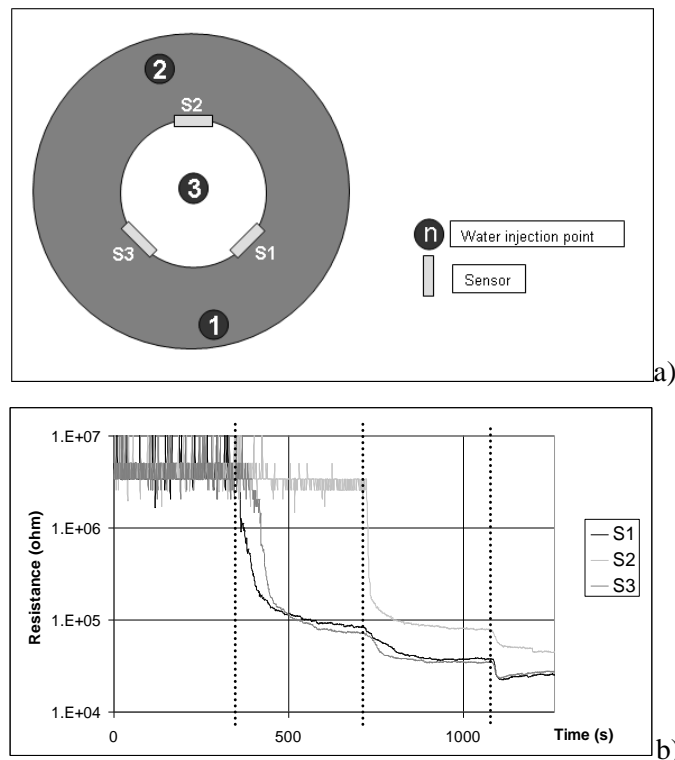 2
S2
3
S3
S1
1
n Water injection point
Sensor
a)
1.E+07
1.E+06
1.E+05
1.E+04
Resistance (ohm)
0 500 1000 Time (s)
S1
S2
S3
b)